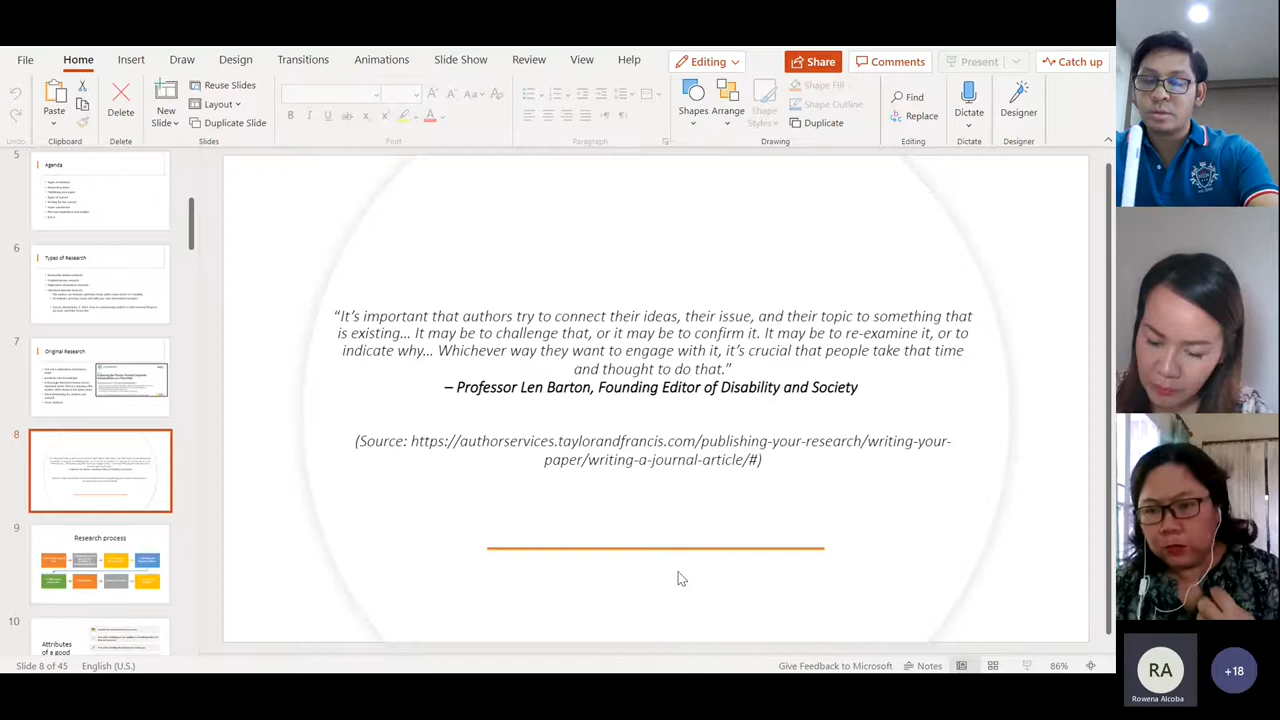 File Home Insert Draw Design Transitions Animations Slide Show Review View Help Editing Share Comments Present Catch up
Undo
Paste
Clipboard
Delete
Delete
New Slide
Reuse Slides
Layout
Duplicate Slide
Slides
B I U ab
Aa
A
Font
Paragraph
Shapes
Arrange
Shape Styles
Shape Fill
Shape Outline
Duplicate
Drawing
Find
Replace
Editing
Dictate
Dictate
Designer
Designer
5
Agenda
6
Types of Research
7
Original Research
8
9
Research process
10
Attributes
of a good
“It’s important that authors try to connect their ideas, their issue, and their topic to something that
is existing… It may be to challenge that, or it may be to confirm it. It may be to re-examine it, or to
indicate why… Whichever way they want to engage with it, it’s crucial that people take that time
and thought to do that.”
– Professor Len Barton, Founding Editor of Disability and Society
(Source: https://authorservices.taylorandfrancis.com/publishing-your-research/writing-your-
paper/writing-a-journal-article/#)
Slide 8 of 45 English (U.S.) Give Feedback to Microsoft Notes 86%
RA
Rowena Alcoba
+18